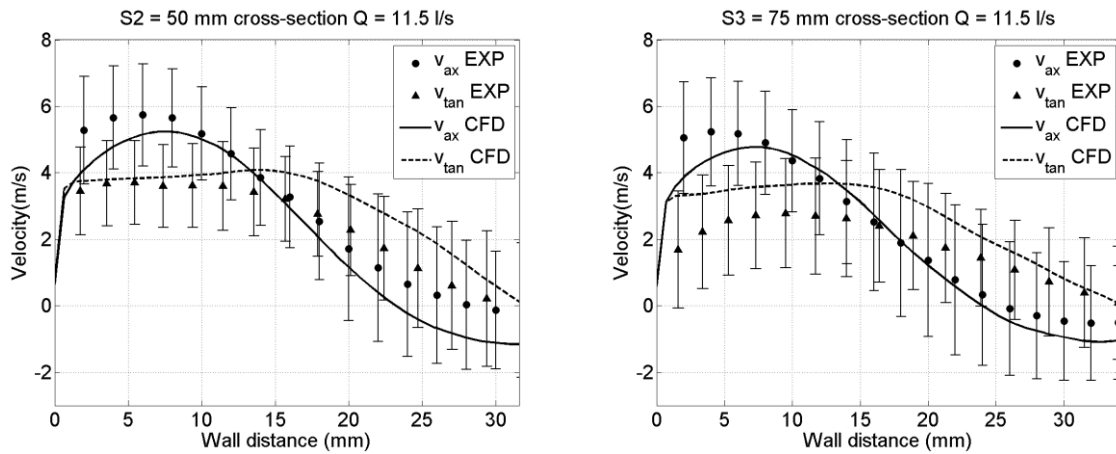 S2 = 50 mm cross-section Q = 11.5 l/s
8
6
4
2
0
-2
Velocity(m/s)
0 5 10 15 20 25 30
Wall distance (mm)
v_ax EXP
v_tan EXP
v_ax CFD
v_tan CFD
S3 = 75 mm cross-section Q = 11.5 l/s
8
6
4
2
0
-2
Velocity(m/s)
0 5 10 15 20 25 30
Wall distance (mm)
v_ax EXP
v_tan EXP
v_ax CFD
v_tan CFD